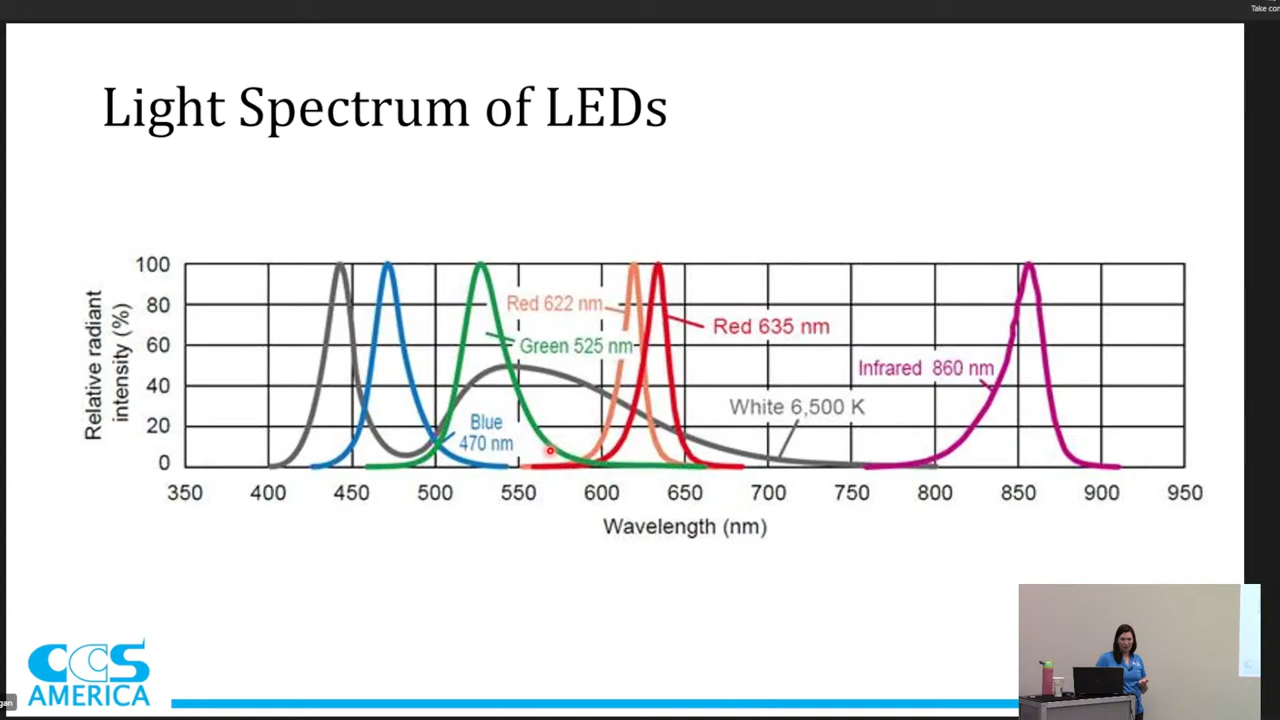 Take con
Light Spectrum of LEDs
Relative radiant
intensity (%)
100
80
60
40
20
0
Red 622 nm
Red 635 nm
Green 525 nm
Infrared 860 nm
White 6,500 K
Blue
470 nm
350 400 450 500 550 600 650 700 750 800 850 900 950
Wavelength (nm)
CCS
AMERICA
gan